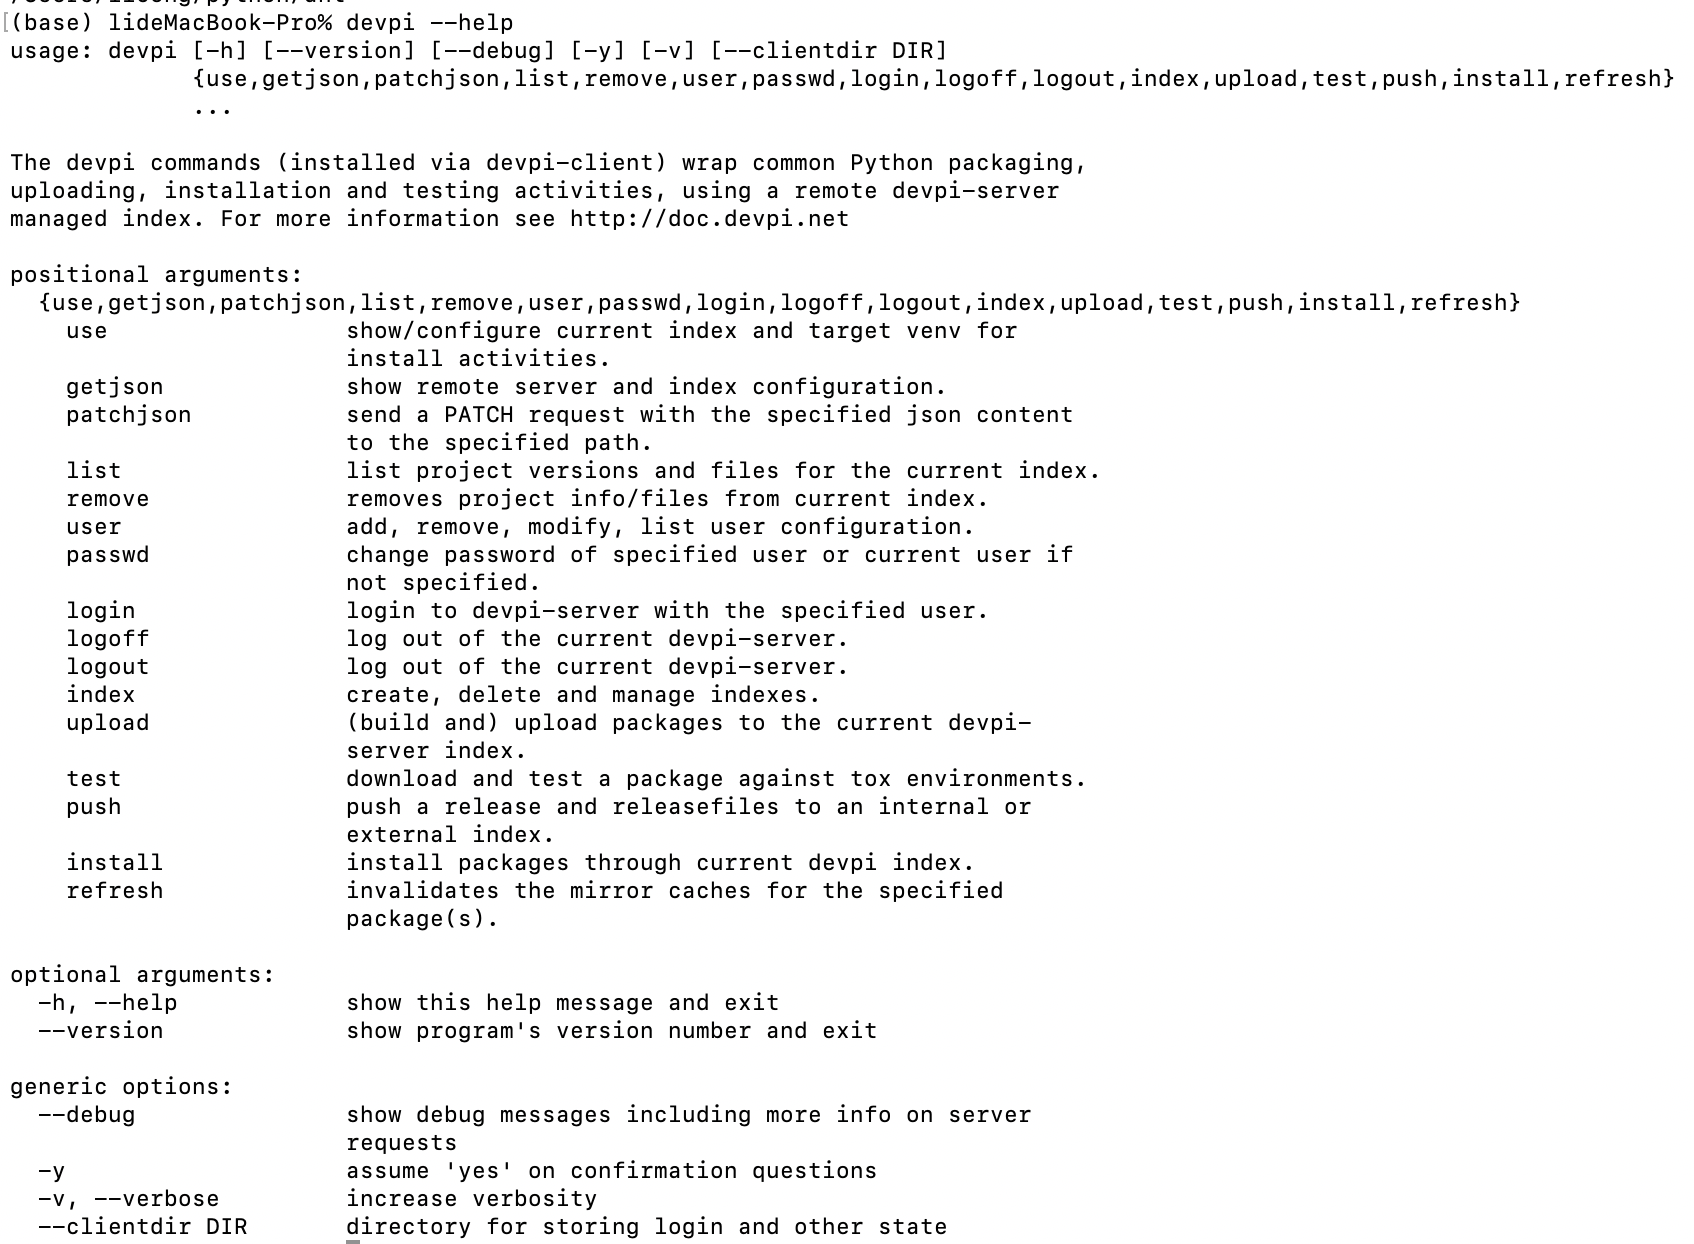 (base) lideMacBook-Pro% devpi --help
usage: devpi [-h] [--version] [--debug] [-y] [-v] [--clientdir DIR]
             {use,getjson,patchjson,list,remove,user,passwd,login,logoff,logout,index,upload,test,push,install,refresh}
             ...

The devpi commands (installed via devpi-client) wrap common Python packaging,
uploading, installation and testing activities, using a remote devpi-server
managed index. For more information see http://doc.devpi.net

positional arguments:
  {use,getjson,patchjson,list,remove,user,passwd,login,logoff,logout,index,upload,test,push,install,refresh}
    use                 show/configure current index and target venv for
                        install activities.
    getjson             show remote server and index configuration.
    patchjson           send a PATCH request with the specified json content
                        to the specified path.
    list                list project versions and files for the current index.
    remove              removes project info/files from current index.
    user                add, remove, modify, list user configuration.
    passwd              change password of specified user or current user if
                        not specified.
    login               login to devpi-server with the specified user.
    logoff              log out of the current devpi-server.
    logout              log out of the current devpi-server.
    index               create, delete and manage indexes.
    upload              (build and) upload packages to the current devpi-
                        server index.
    test                download and test a package against tox environments.
    push                push a release and releasefiles to an internal or
                        external index.
    install             install packages through current devpi index.
    refresh             invalidates the mirror caches for the specified
                        package(s).

optional arguments:
  -h, --help            show this help message and exit
  --version             show program's version number and exit

generic options:
  --debug               show debug messages including more info on server
                        requests
  -y                    assume 'yes' on confirmation questions
  -v, --verbose         increase verbosity
  --clientdir DIR       directory for storing login and other state